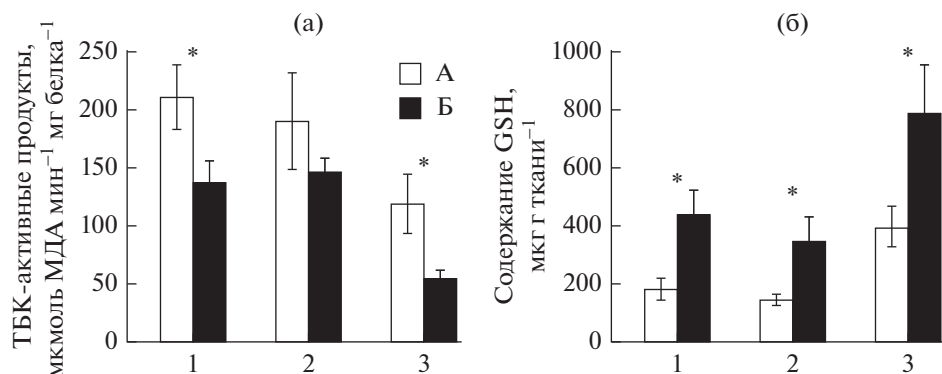 (а)
ТБК-активные продукты,
мкмоль МДА мин⁻¹ мг белка⁻¹
250
200
150
100
50
0
*
*
А
Б
1 2 3
(б)
Содержание GSH,
мкг г ткани⁻¹
1000
800
600
400
200
0
*
*
*
1 2 3